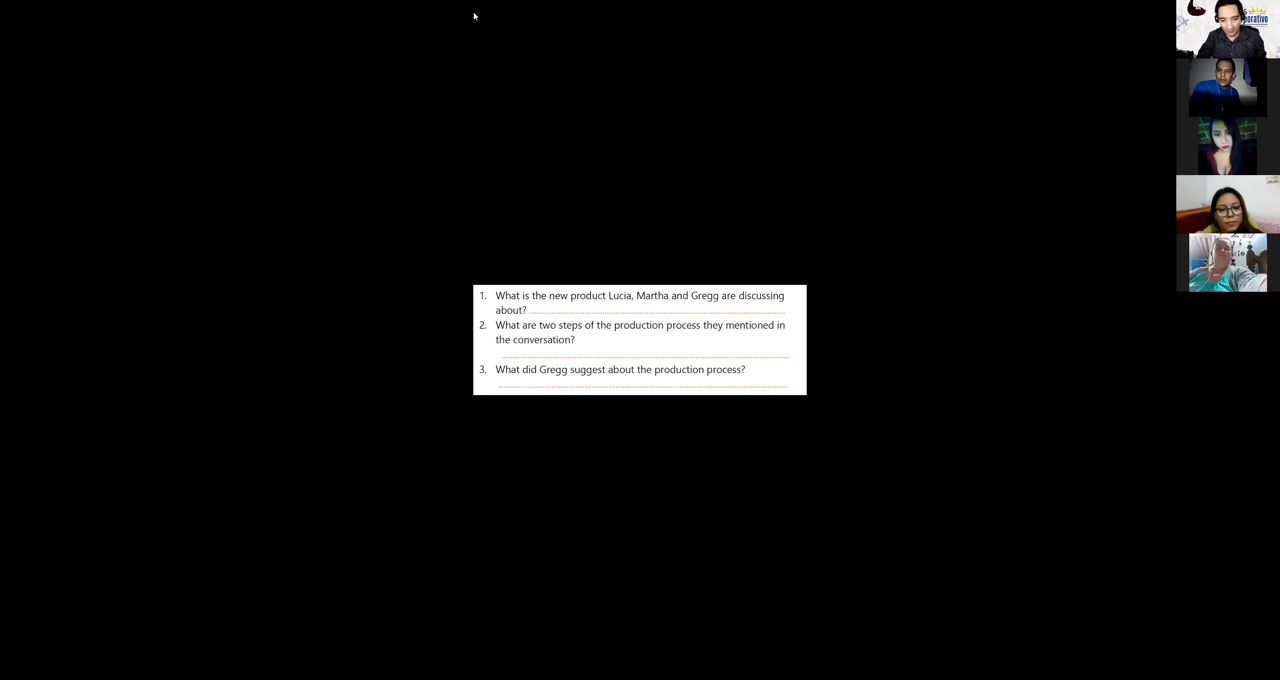 1. What is the new product Lucia, Martha and Gregg are discussing
about? ................................................................
2. What are two steps of the production process they mentioned in
the conversation?
................................................................
3. What did Gregg suggest about the production process?
................................................................